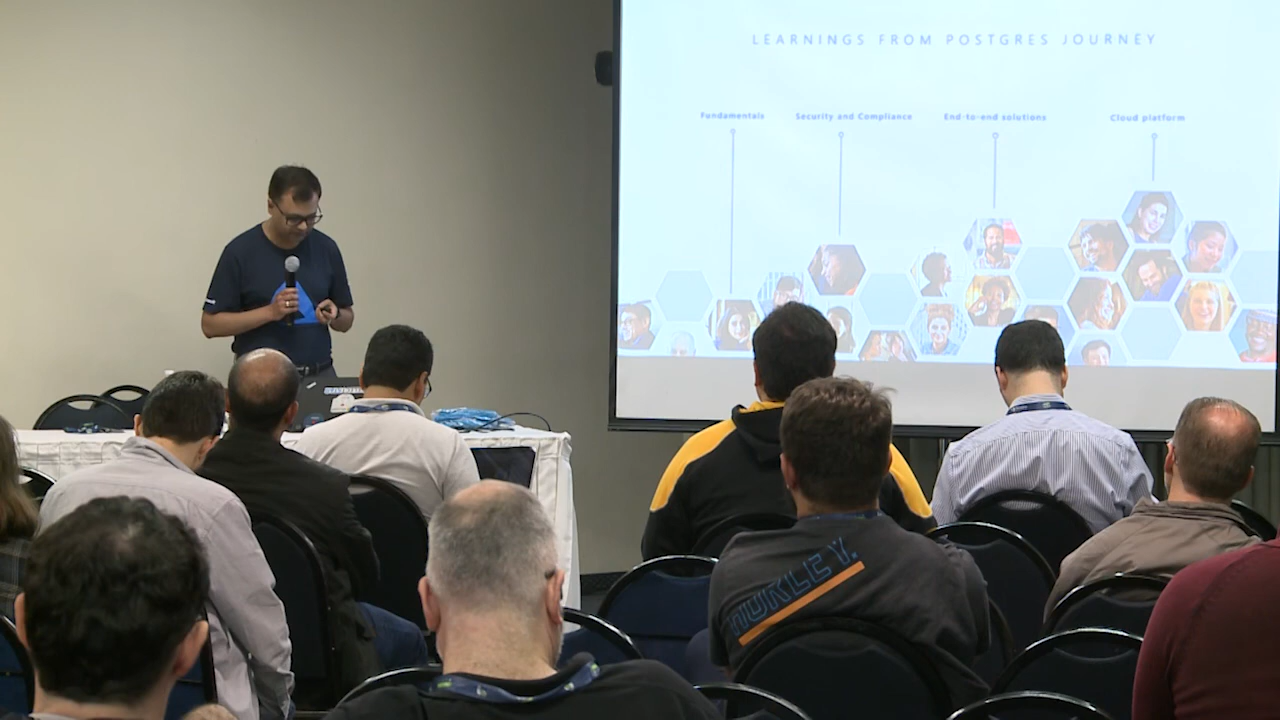 LEARNINGS FROM POSTGRES JOURNEY
Fundamentals
Security and Compliance
End-to-end solutions
Cloud platform
HURLEY.